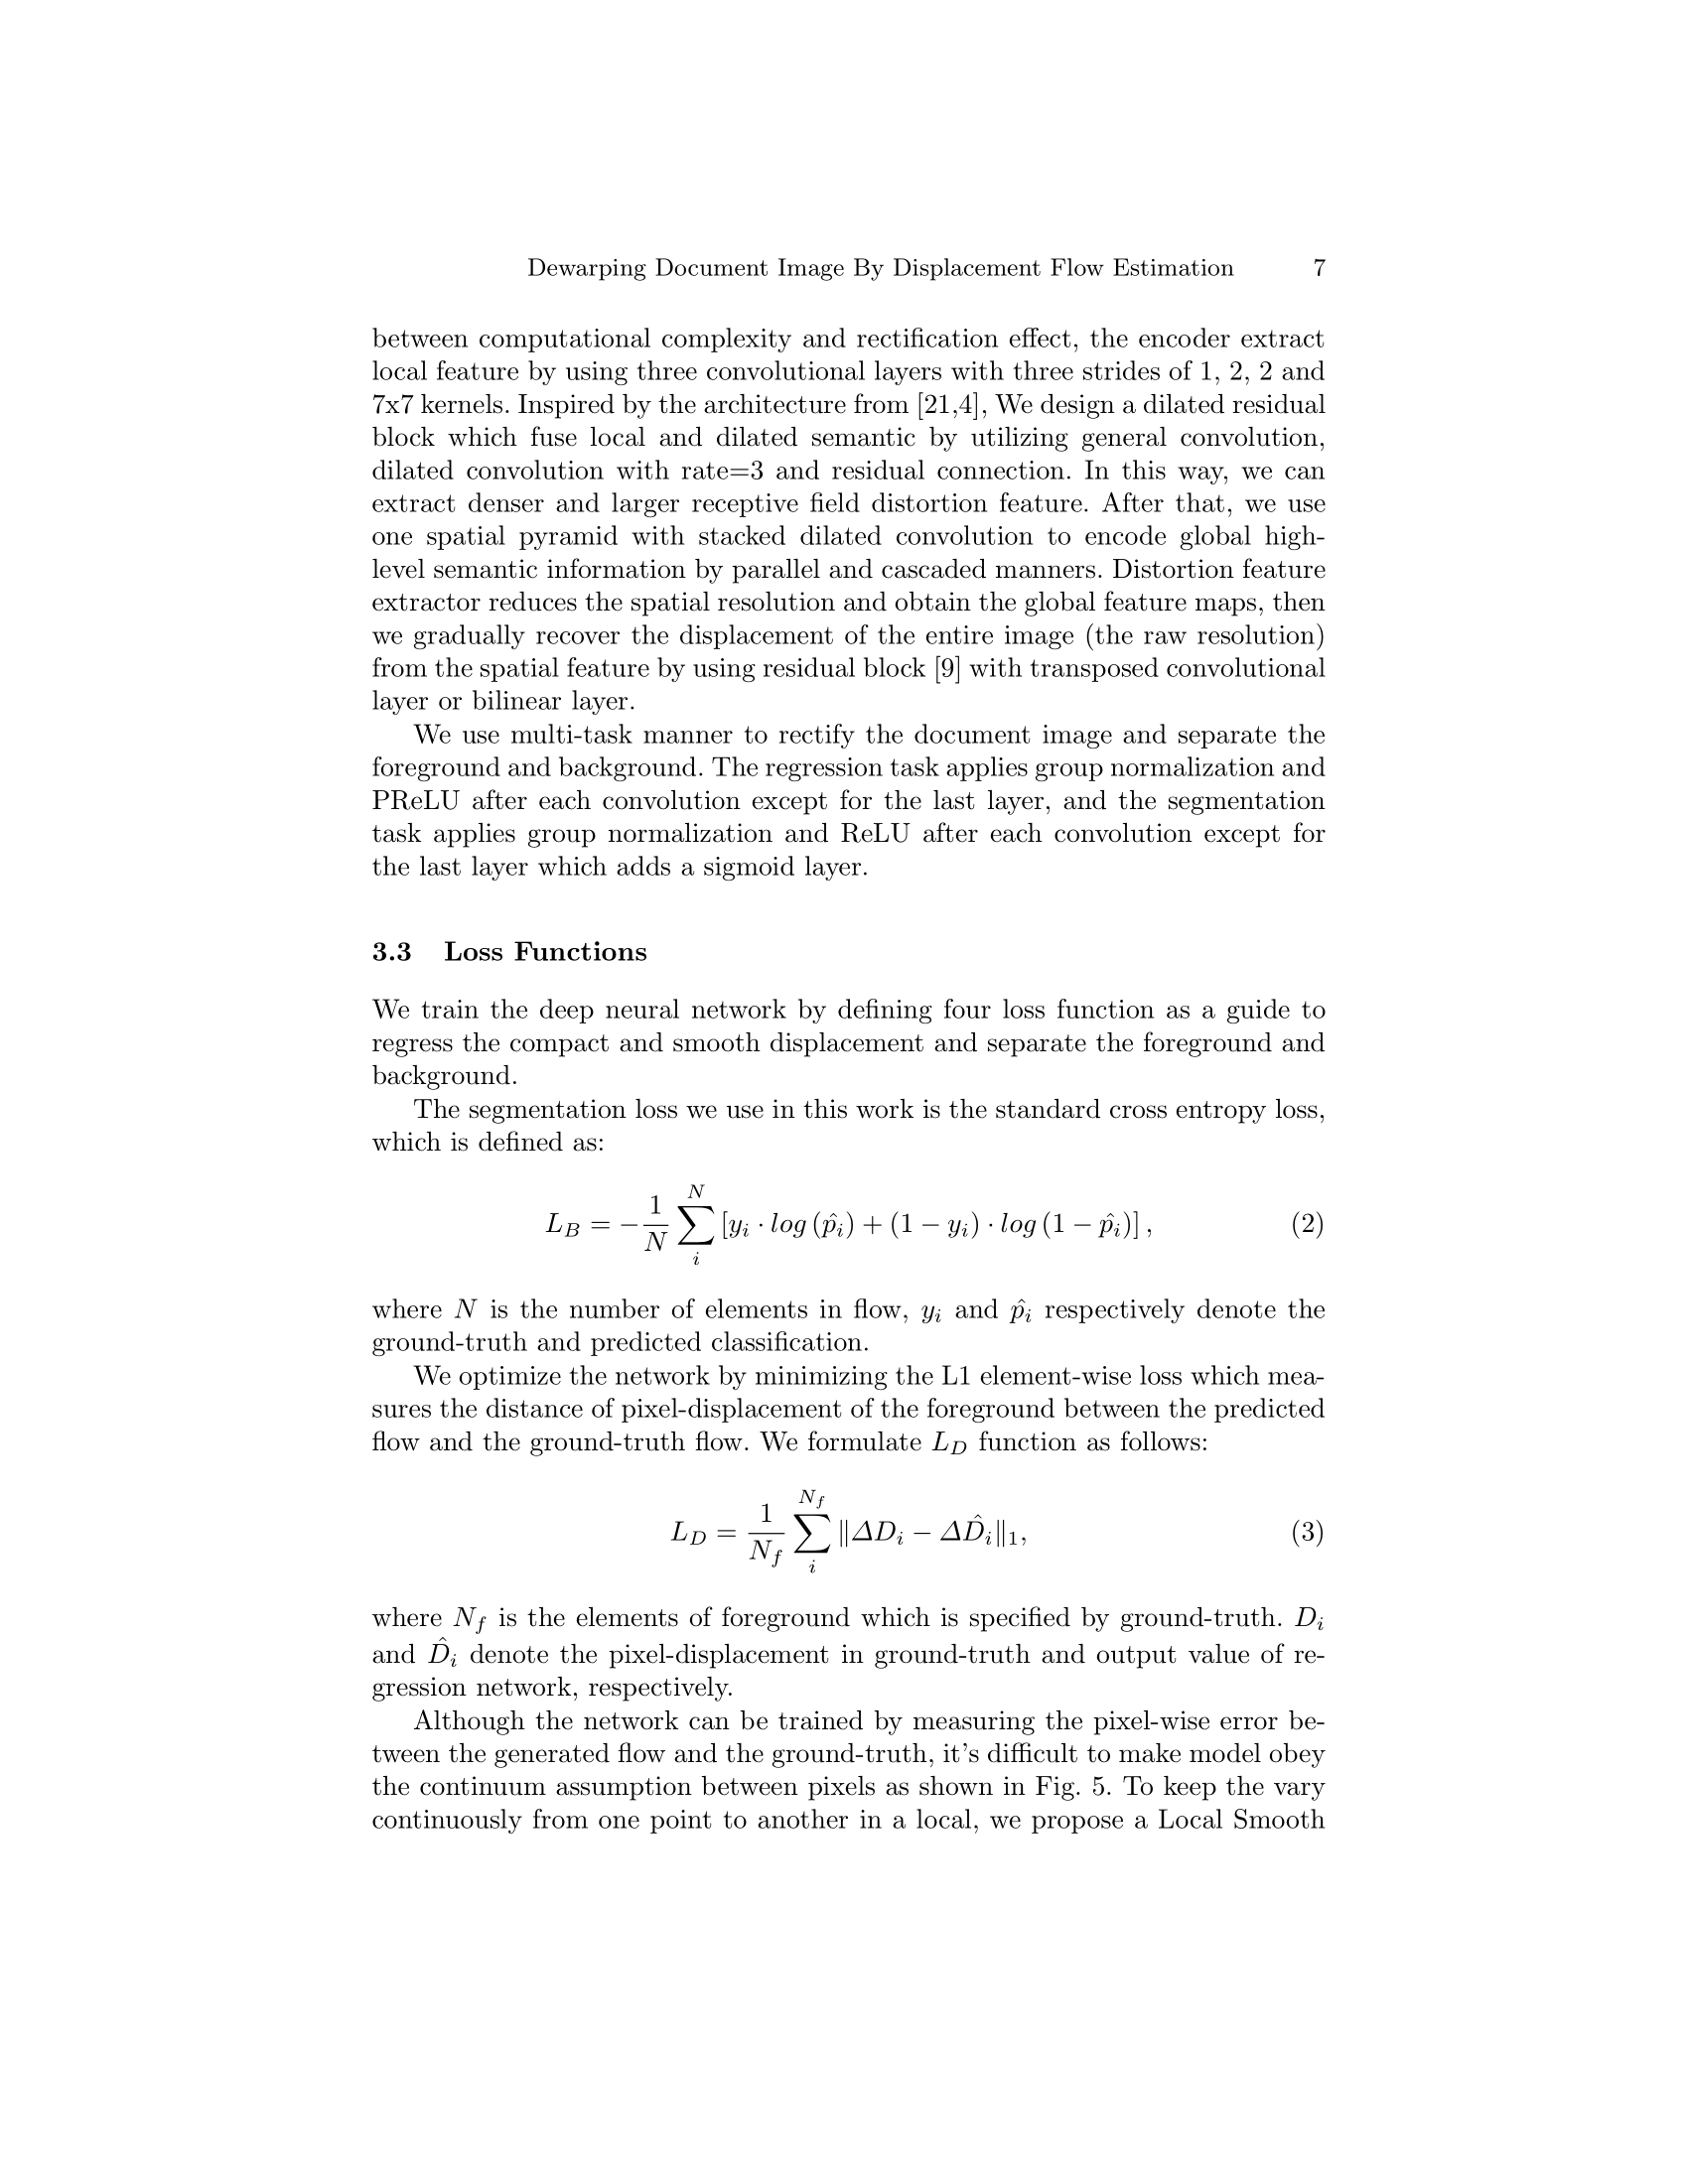 Dewarping Document Image By Displacement Flow Estimation 7
between computational complexity and rectification effect, the encoder extract
local feature by using three convolutional layers with three strides of 1, 2, 2 and
7x7 kernels. Inspired by the architecture from [21,4], We design a dilated residual
block which fuse local and dilated semantic by utilizing general convolution,
dilated convolution with rate=3 and residual connection. In this way, we can
extract denser and larger receptive field distortion feature. After that, we use
one spatial pyramid with stacked dilated convolution to encode global high-
level semantic information by parallel and cascaded manners. Distortion feature
extractor reduces the spatial resolution and obtain the global feature maps, then
we gradually recover the displacement of the entire image (the raw resolution)
from the spatial feature by using residual block [9] with transposed convolutional
layer or bilinear layer.
We use multi-task manner to rectify the document image and separate the
foreground and background. The regression task applies group normalization and
PReLU after each convolution except for the last layer, and the segmentation
task applies group normalization and ReLU after each convolution except for
the last layer which adds a sigmoid layer.
3.3 Loss Functions
We train the deep neural network by defining four loss function as a guide to
regress the compact and smooth displacement and separate the foreground and
background.
The segmentation loss we use in this work is the standard cross entropy loss,
which is defined as:
$L_B = -\frac{1}{N} \sum_{i}^{N} [y_i \cdot log(\hat{p_i}) + (1 - y_i) \cdot log(1 - \hat{p_i})],$ (2)
where $N$ is the number of elements in flow, $y_i$ and $\hat{p_i}$ respectively denote the
ground-truth and predicted classification.
We optimize the network by minimizing the L1 element-wise loss which mea-
sures the distance of pixel-displacement of the foreground between the predicted
flow and the ground-truth flow. We formulate $L_D$ function as follows:
$L_D = \frac{1}{N_f} \sum_{i}^{N_f} \|\Delta D_i - \Delta \hat{D_i}\|_1,$ (3)
where $N_f$ is the elements of foreground which is specified by ground-truth. $D_i$
and $\hat{D_i}$ denote the pixel-displacement in ground-truth and output value of re-
gression network, respectively.
Although the network can be trained by measuring the pixel-wise error be-
tween the generated flow and the ground-truth, it's difficult to make model obey
the continuum assumption between pixels as shown in Fig. 5. To keep the vary
continuously from one point to another in a local, we propose a Local Smooth